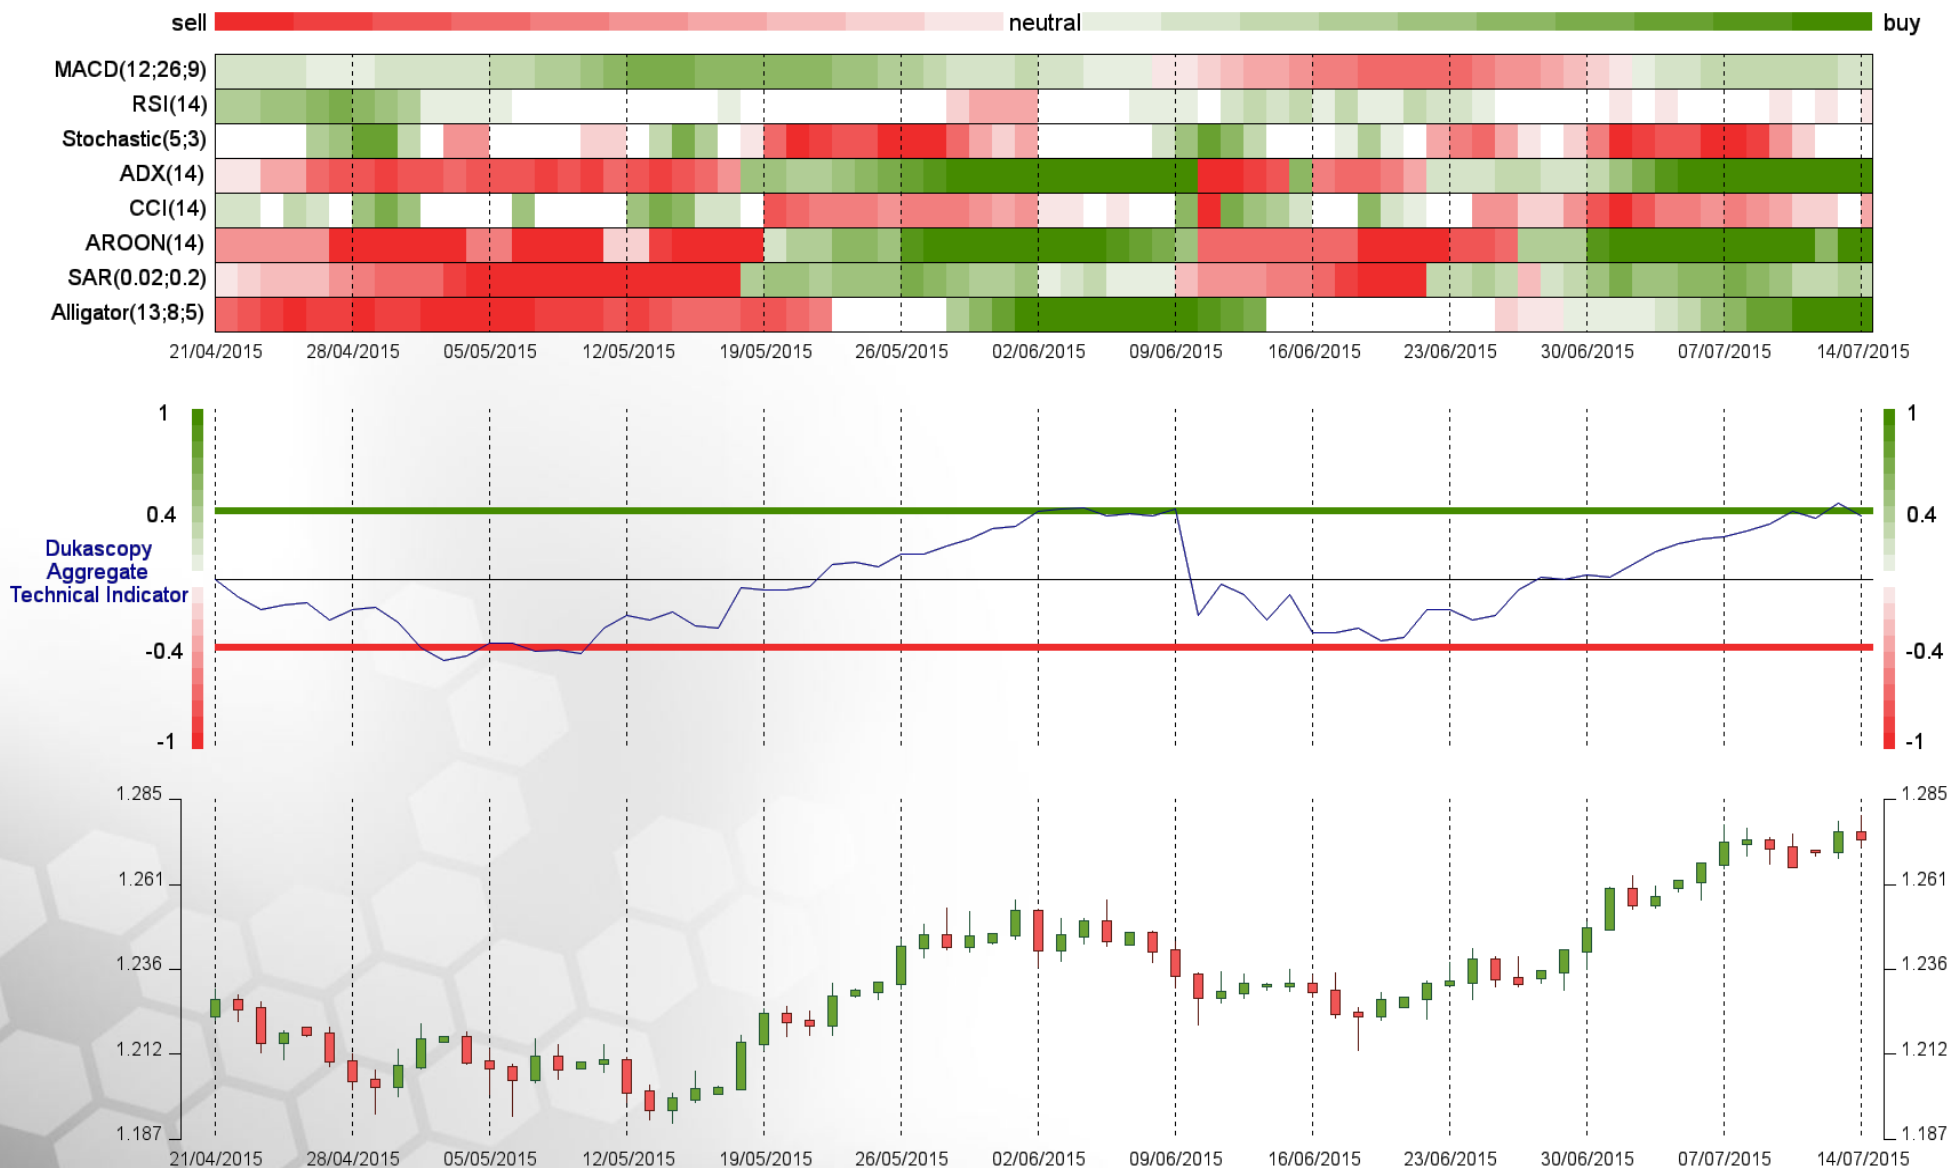 sell neutral buy
MACD(12;26;9)
RSI(14)
Stochastic(5;3)
ADX(14)
CCI(14)
AROON(14)
SAR(0.02;0.2)
Alligator(13;8;5)
21/04/2015 28/04/2015 05/05/2015 12/05/2015 19/05/2015 26/05/2015 02/06/2015 09/06/2015 16/06/2015 23/06/2015 30/06/2015 07/07/2015 14/07/2015
1 1
0.4 0.4
Dukascopy
Aggregate
Technical Indicator
-0.4 -0.4
-1 -1
1.285 1.285
1.261 1.261
1.236 1.236
1.212 1.212
1.187 1.187
21/04/2015 28/04/2015 05/05/2015 12/05/2015 19/05/2015 26/05/2015 02/06/2015 09/06/2015 16/06/2015 23/06/2015 30/06/2015 07/07/2015 14/07/2015